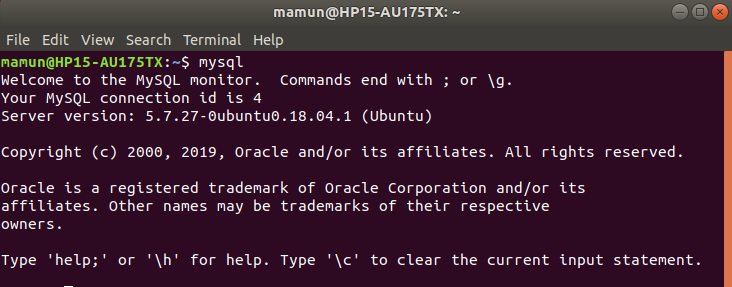 mamun@HP15-AU175TX: ~
File Edit View Search Terminal Help
mamun@HP15-AU175TX:~$ mysql
Welcome to the MySQL monitor.  Commands end with ; or \g.
Your MySQL connection id is 4
Server version: 5.7.27-0ubuntu0.18.04.1 (Ubuntu)
Copyright (c) 2000, 2019, Oracle and/or its affiliates. All rights reserved.
Oracle is a registered trademark of Oracle Corporation and/or its
affiliates. Other names may be trademarks of their respective
owners.
Type 'help;' or '\h' for help. Type '\c' to clear the current input statement.